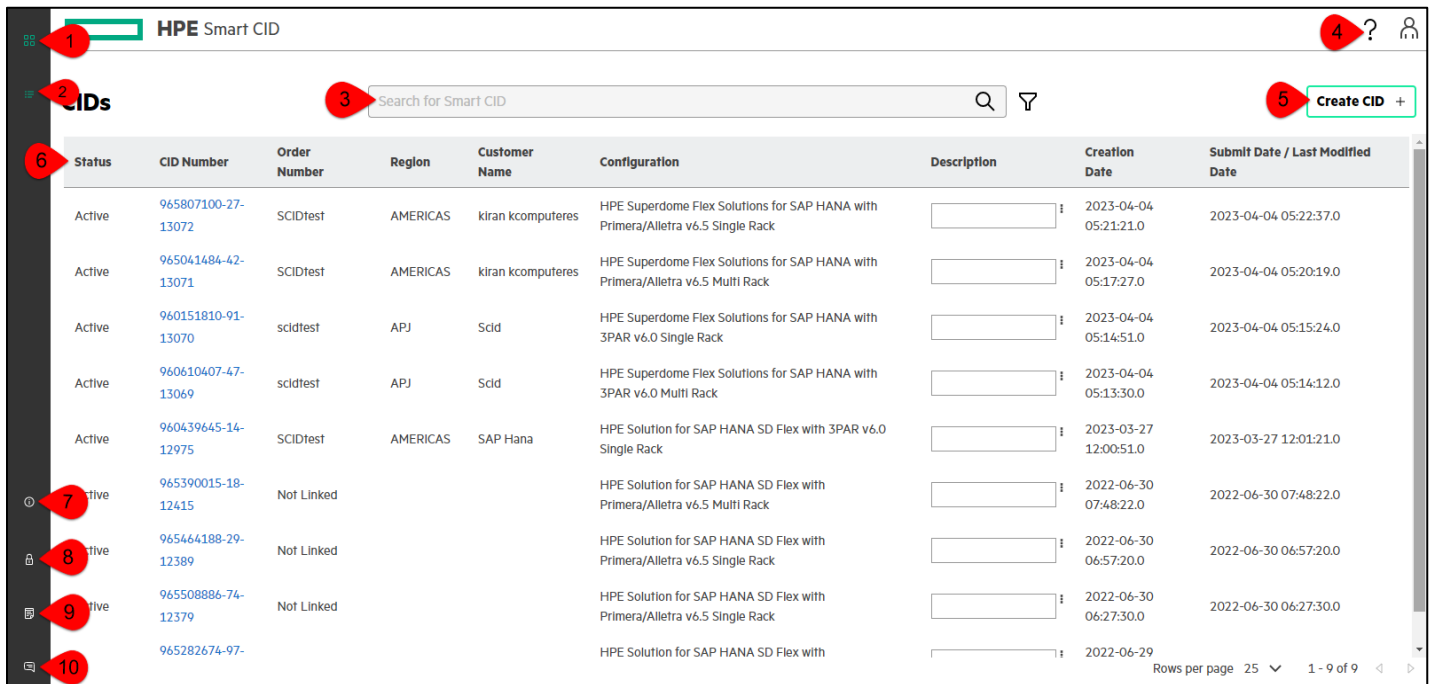 HPE Smart CID
1
4
?
2
CIDs
3
Search for Smart CID
5
Create CID +
6
Status CID Number Order Number Region Customer Name Configuration Description Creation Date Submit Date / Last Modified Date
Active 965807100-27-13072 SCIDtest AMERICAS kiran kcomputeres HPE Superdome Flex Solutions for SAP HANA with Primera/Alletra v6.5 Single Rack 2023-04-04 05:21:21.0 2023-04-04 05:22:37.0
Active 965041484-42-13071 SCIDtest AMERICAS kiran kcomputeres HPE Superdome Flex Solutions for SAP HANA with Primera/Alletra v6.5 Multi Rack 2023-04-04 05:17:27.0 2023-04-04 05:20:19.0
Active 960151810-91-13070 scidtest APJ Scid HPE Superdome Flex Solutions for SAP HANA with 3PAR v6.0 Single Rack 2023-04-04 05:14:51.0 2023-04-04 05:15:24.0
Active 960610407-47-13069 scidtest APJ Scid HPE Superdome Flex Solutions for SAP HANA with 3PAR v6.0 Multi Rack 2023-04-04 05:13:30.0 2023-04-04 05:14:12.0
Active 960439645-14-12975 SCIDtest AMERICAS SAP Hana HPE Solution for SAP HANA SD Flex with 3PAR v6.0 Single Rack 2023-03-27 12:00:51.0 2023-03-27 12:01:21.0
7
Active 965390015-18-12415 Not Linked HPE Solution for SAP HANA SD Flex with Primera/Alletra v6.5 Multi Rack 2022-06-30 07:48:22.0 2022-06-30 07:48:22.0
8
Active 965464188-29-12389 Not Linked HPE Solution for SAP HANA SD Flex with Primera/Alletra v6.5 Single Rack 2022-06-30 06:57:20.0 2022-06-30 06:57:20.0
9
Active 965508886-74-12379 Not Linked HPE Solution for SAP HANA SD Flex with Primera/Alletra v6.5 Single Rack 2022-06-30 06:27:30.0 2022-06-30 06:27:30.0
10
965282674-97- HPE Solution for SAP HANA SD Flex with 2022-06-29
Rows per page 25 1 - 9 of 9